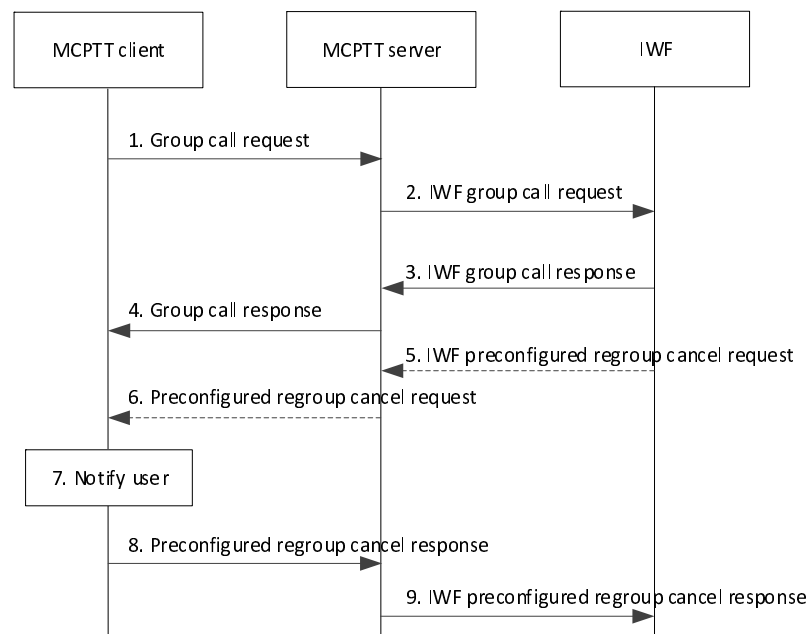 MCPTT client
MCPTT server
IWF
1. Group call request
2. IWF group call request
3. IWF group call response
4. Group call response
5. IWF preconfigured regroup cancel request
6. Preconfigured regroup cancel request
7. Notify user
8. Preconfigured regroup cancel response
9. IWF preconfigured regroup cancel response